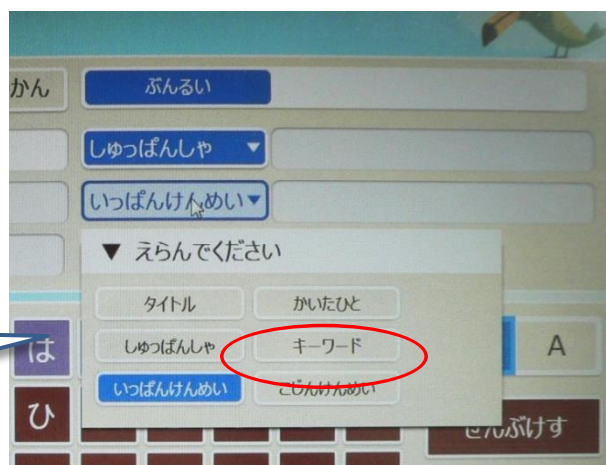 かん ぶんるい
しゅっぱんしゃ ▼
いっぱんけんめい ▼
▼ えらんでください
タイトル かいたひと
しゅっぱんしゃ キーワード
いっぱんけんめい こじんけんめい
は A
ひ ぜんぶけす